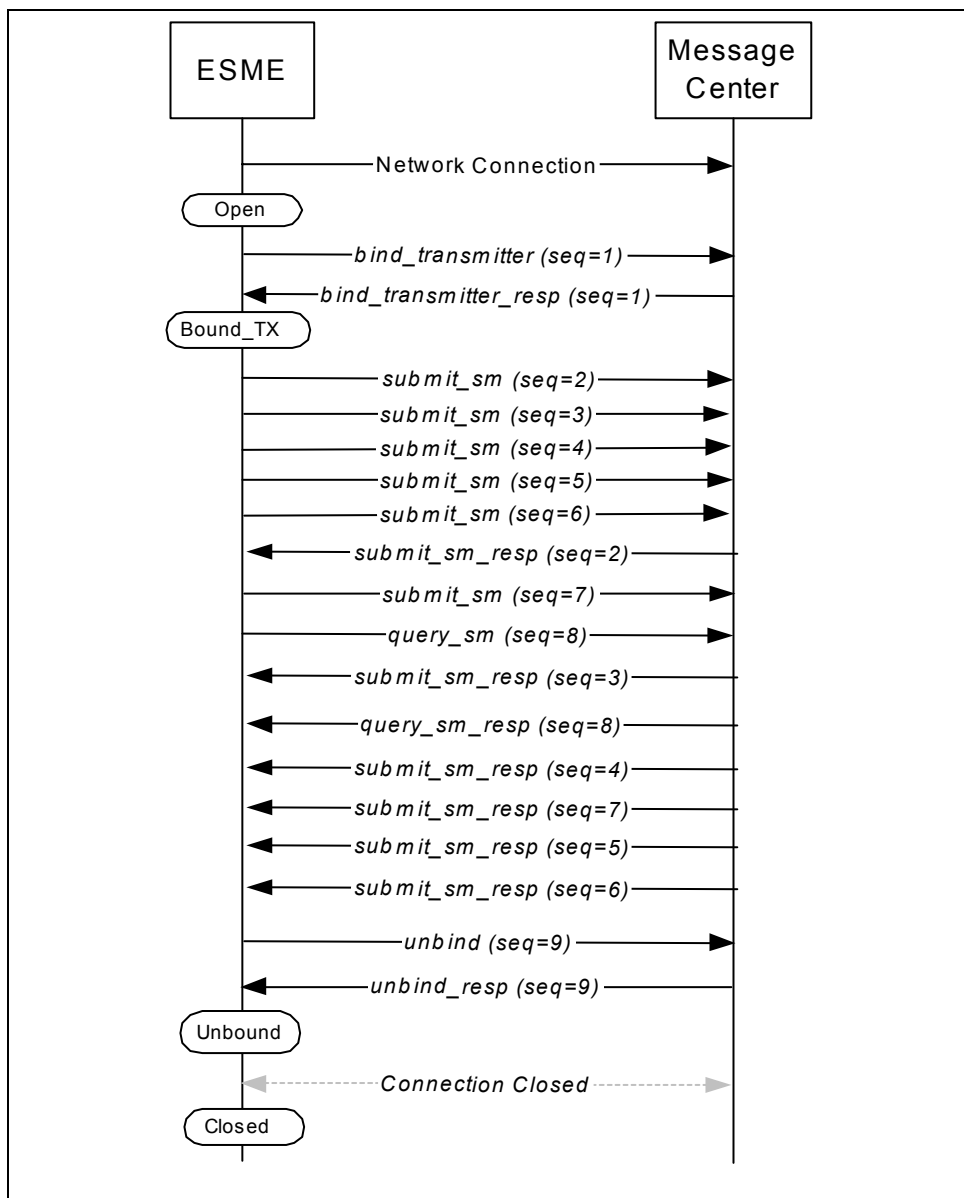 ESME
Message
Center
Network Connection
Open
bind_transmitter (seq=1)
bind_transmitter_resp (seq=1)
Bound_TX
submit_sm (seq=2)
submit_sm (seq=3)
submit_sm (seq=4)
submit_sm (seq=5)
submit_sm (seq=6)
submit_sm_resp (seq=2)
submit_sm (seq=7)
query_sm (seq=8)
submit_sm_resp (seq=3)
query_sm_resp (seq=8)
submit_sm_resp (seq=4)
submit_sm_resp (seq=7)
submit_sm_resp (seq=5)
submit_sm_resp (seq=6)
unbind (seq=9)
unbind_resp (seq=9)
Unbound
Connection Closed
Closed